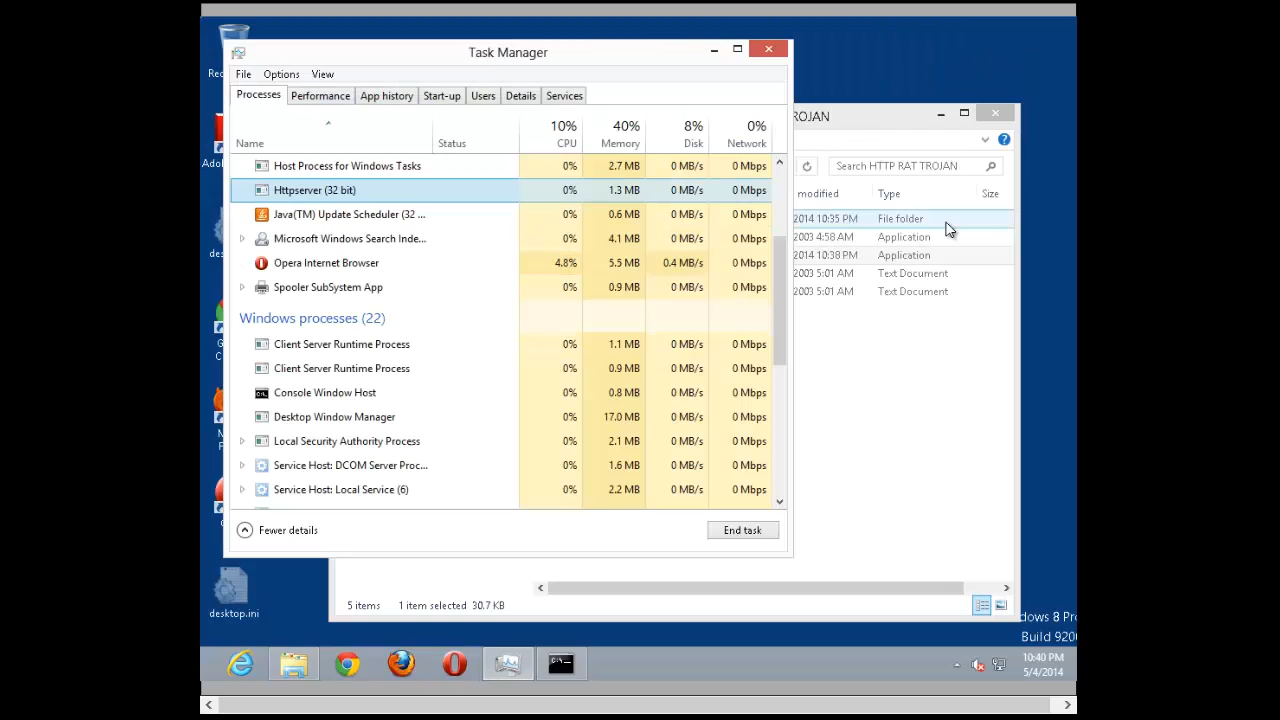 Rec
Task Manager
ROJAN
File Options View
Processes Performance App history Start-up Users Details Services
Search HTTP RAT TROJAN
10% 40% 8% 0%
Name Status CPU Memory Disk Network
modified Type Size
Host Process for Windows Tasks 0% 2.7 MB 0 MB/s 0 Mbps
Httpserver (32 bit) 0% 1.3 MB 0 MB/s 0 Mbps
Java(TM) Update Scheduler (32 ... 0% 0.6 MB 0 MB/s 0 Mbps
Microsoft Windows Search Inde... 0% 4.1 MB 0 MB/s 0 Mbps
Opera Internet Browser 4.8% 5.5 MB 0.4 MB/s 0 Mbps
Spooler SubSystem App 0% 0.9 MB 0 MB/s 0 Mbps
Windows processes (22)
Client Server Runtime Process 0% 1.1 MB 0 MB/s 0 Mbps
Client Server Runtime Process 0% 0.9 MB 0 MB/s 0 Mbps
Console Window Host 0% 0.8 MB 0 MB/s 0 Mbps
Desktop Window Manager 0% 17.0 MB 0 MB/s 0 Mbps
Local Security Authority Process 0% 2.1 MB 0 MB/s 0 Mbps
Service Host: DCOM Server Proc... 0% 1.6 MB 0 MB/s 0 Mbps
Service Host: Local Service (6) 0% 2.2 MB 0 MB/s 0 Mbps
Fewer details End task
2014 10:35 PM File folder
2003 4:58 AM Application
2014 10:38 PM Application
2003 5:01 AM Text Document
2003 5:01 AM Text Document
5 items 1 item selected 30.7 KB
Ado
des
desktop.ini
dows 8 Pr
Build 920
10:40 PM
5/4/2014